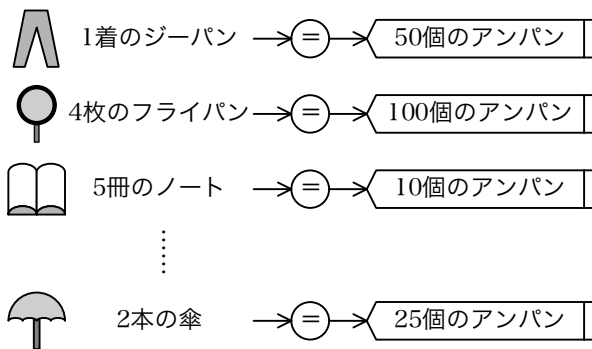 1着のジーパン = 50個のアンパン
4枚のフライパン = 100個のアンパン
5冊のノート = 10個のアンパン
……
2本の傘 = 25個のアンパン